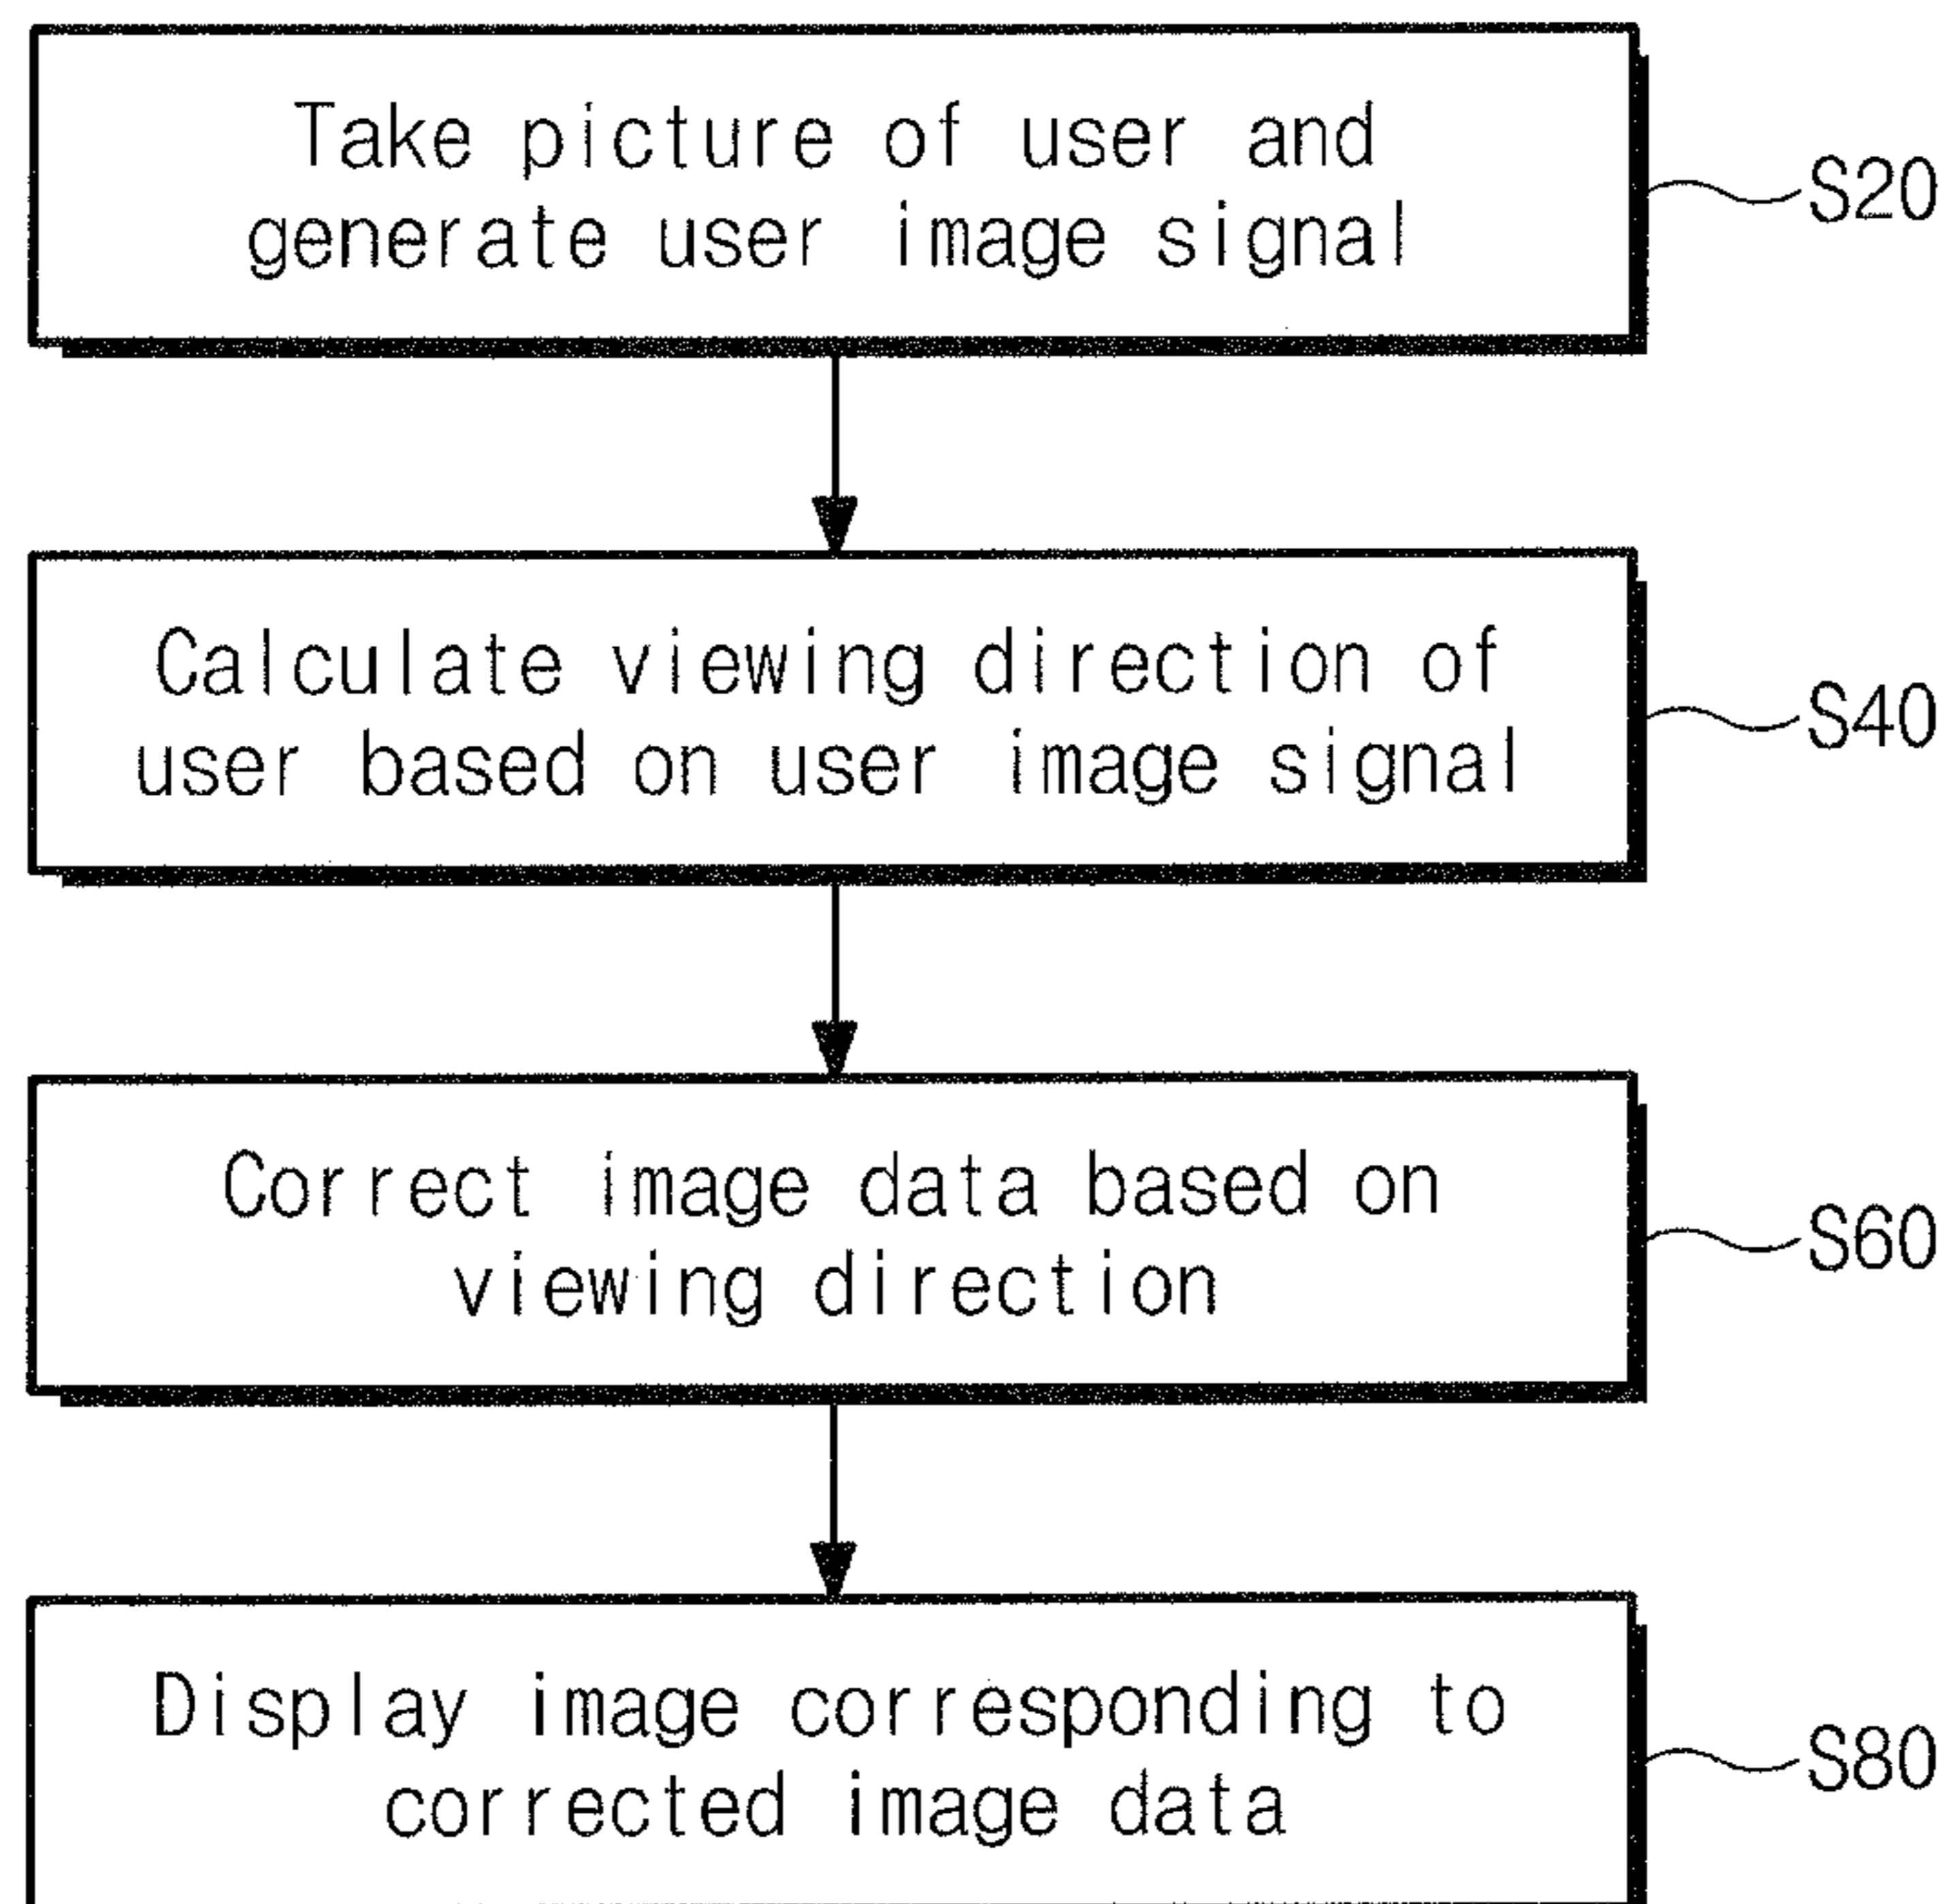 Take picture of user and
generate user image signal
S20
Calculate viewing direction of
user based on user image signal
S40
Correct image data based on
viewing direction
S60
Display image corresponding to
corrected image data
S80